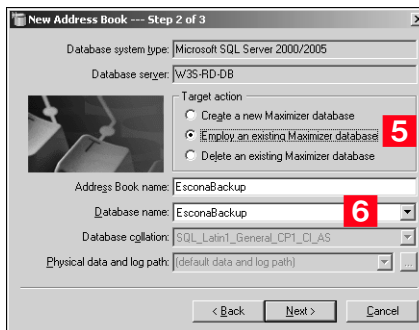 New Address Book --- Step 2 of 3
Database system type: Microsoft SQL Server 2000/2005
Database server: W3S-RD-DB
Target action
Create a new Maximizer database
Employ an existing Maximizer database
5
Delete an existing Maximizer database
Address Book name: EsconaBackup
Database name: EsconaBackup
6
Database collation: SQL_Latin1_General_CP1_CI_AS
Physical data and log path: (default data and log path) ...
< Back Next > Cancel